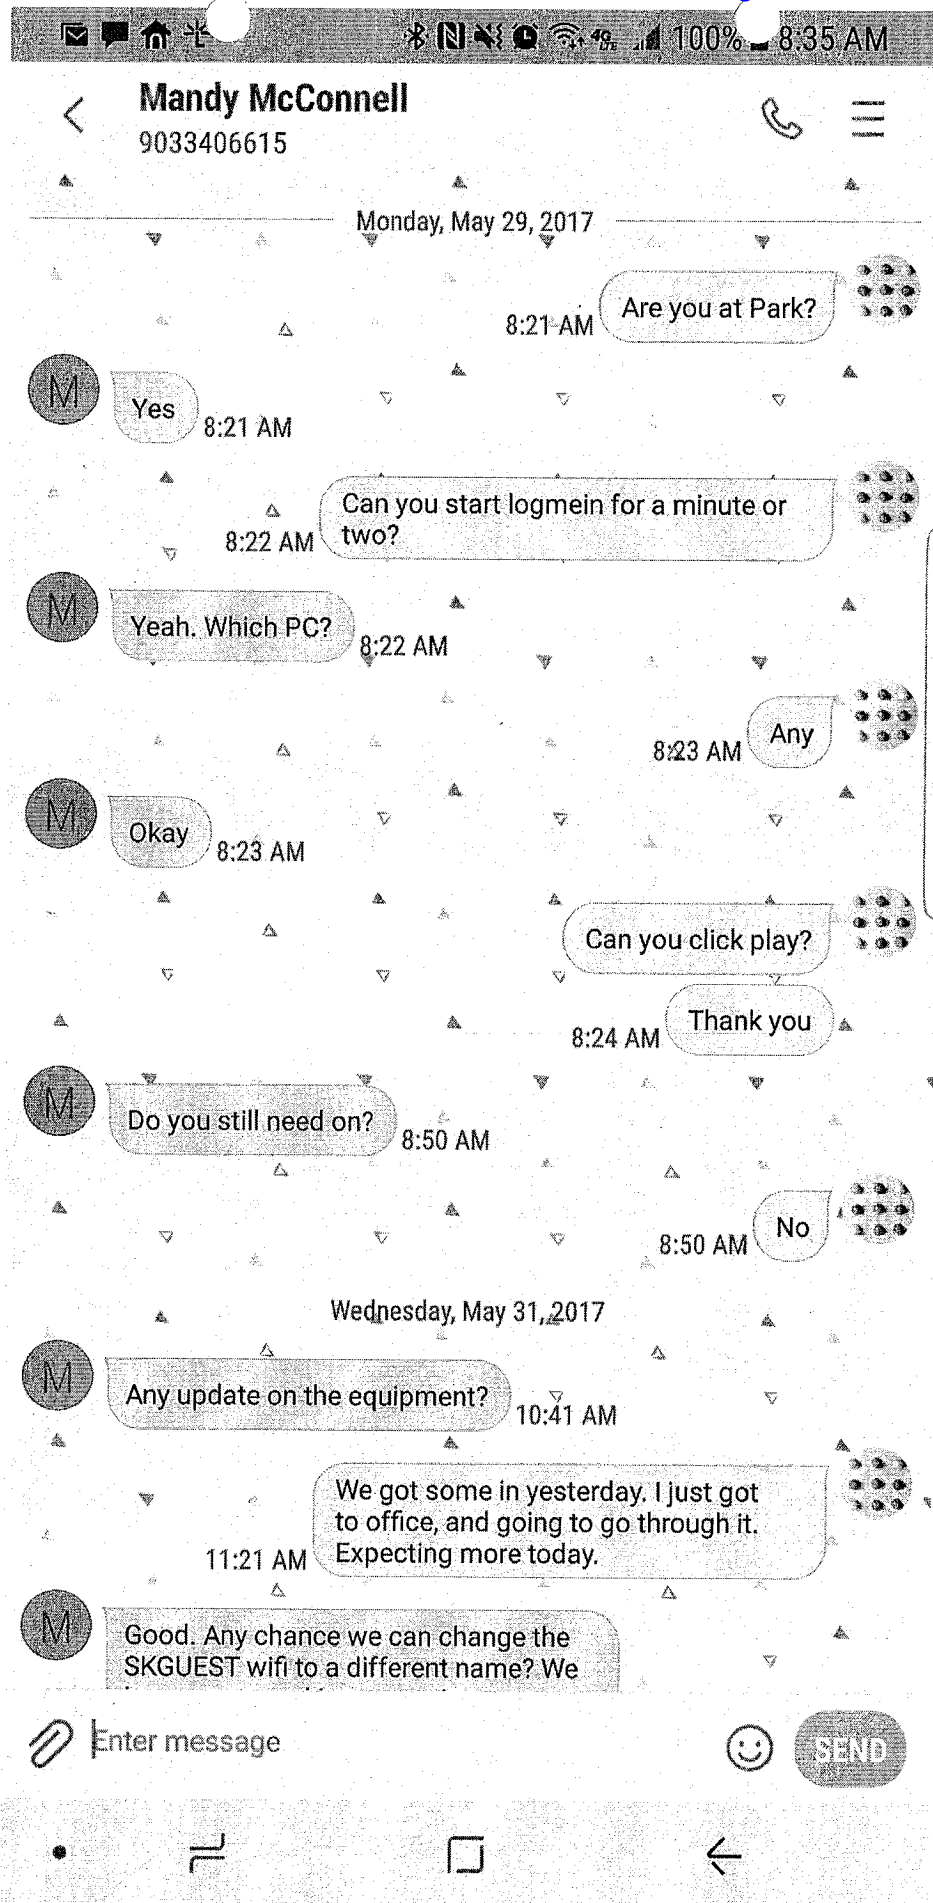 4G LTE 100% 8:35 AM
Mandy McConnell
9033406615
Monday, May 29, 2017
Are you at Park?
8:21 AM
M
Yes
8:21 AM
Can you start logmein for a minute or
two?
8:22 AM
M
Yeah. Which PC?
8:22 AM
Any
8:23 AM
M
Okay
8:23 AM
Can you click play?
Thank you
8:24 AM
M
Do you still need on?
8:50 AM
No
8:50 AM
Wednesday, May 31, 2017
M
Any update on the equipment?
10:41 AM
We got some in yesterday. I just got
to office, and going to go through it.
Expecting more today.
11:21 AM
M
Good. Any chance we can change the
SKGUEST wifi to a different name? We
Enter message
SEND